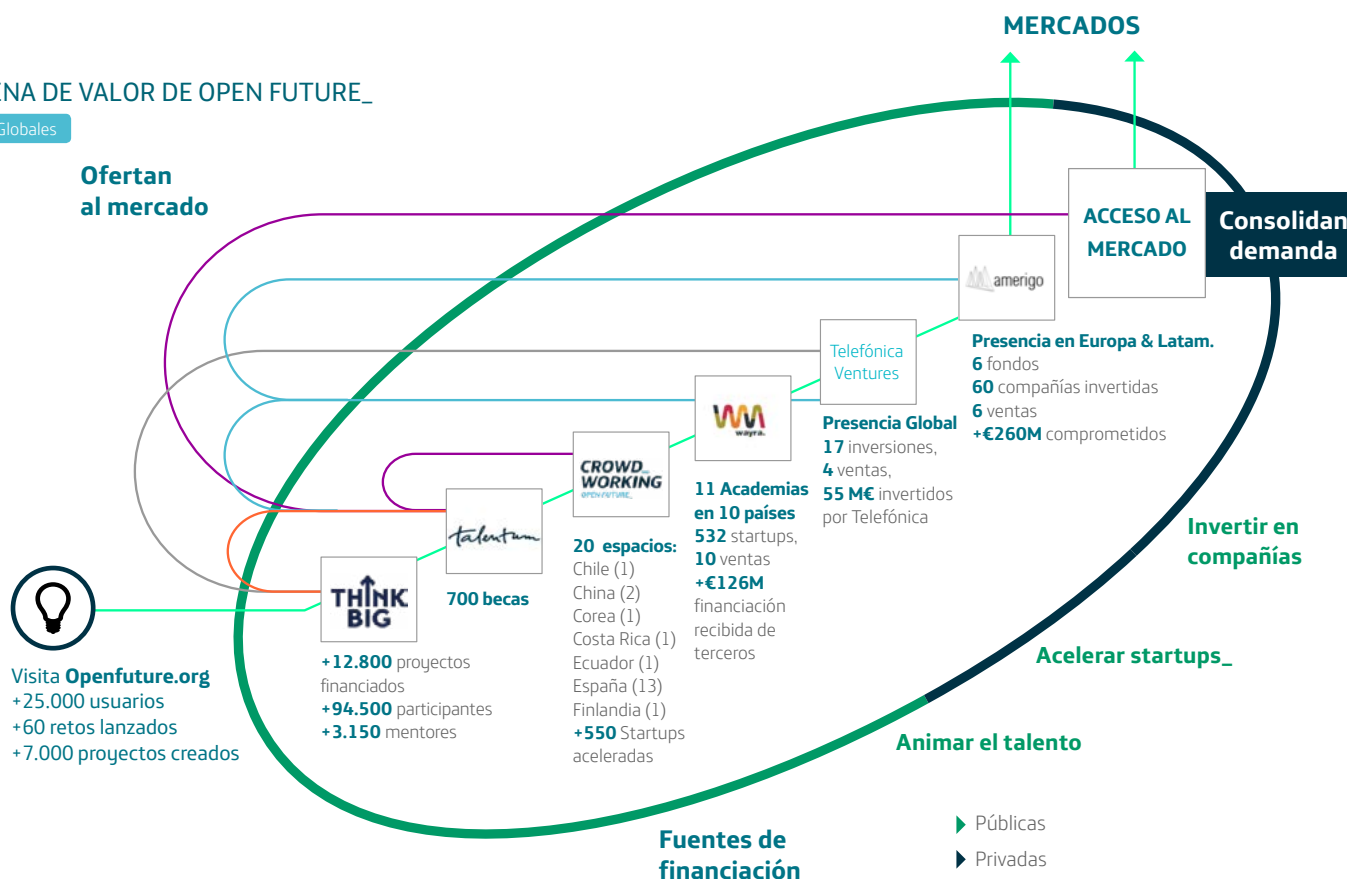 MERCADOS
ENA DE VALOR DE OPEN FUTURE_
Globales
Ofertan
al mercado
ACCESO AL
MERCADO
Consolidan
demanda
amerigo
Presencia en Europa & Latam.
6 fondos
60 compañías invertidas
6 ventas
+€260M comprometidos
Telefónica
Ventures
Presencia Global
17 inversiones,
4 ventas,
55 M€ invertidos
por Telefónica
wayra.
11 Academias
en 10 países
532 startups,
10 ventas
+€126M
financiación
recibida de
terceros
CROWD_
WORKING
OPEN FUTURE_
20 espacios:
Chile (1)
China (2)
Corea (1)
Costa Rica (1)
Ecuador (1)
España (13)
Finlandia (1)
+550 Startups
aceleradas
talentum
700 becas
THINK
BIG
+12.800 proyectos
financiados
+94.500 participantes
+3.150 mentores
Visita Openfuture.org
+25.000 usuarios
+60 retos lanzados
+7.000 proyectos creados
Invertir en
compañías
Acelerar startups_
Animar el talento
Fuentes de
financiación
Públicas
Privadas